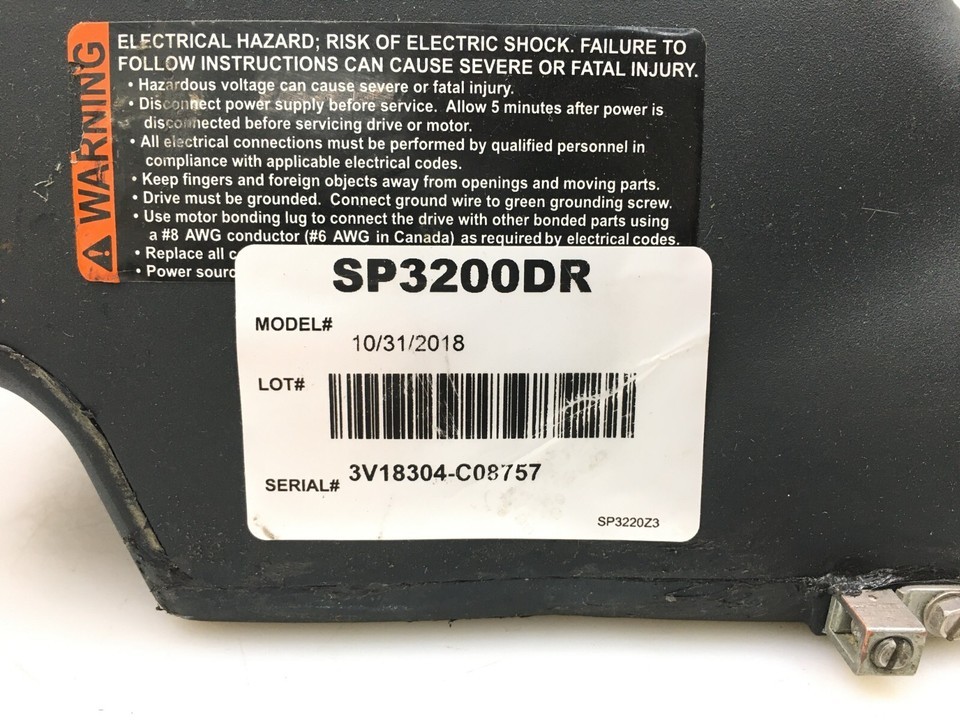 WARNING
ELECTRICAL HAZARD; RISK OF ELECTRIC SHOCK. FAILURE TO
FOLLOW INSTRUCTIONS CAN CAUSE SEVERE OR FATAL INJURY.
• Hazardous voltage can cause severe or fatal injury.
• Disconnect power supply before service. Allow 5 minutes after power is
disconnected before servicing drive or motor.
• All electrical connections must be performed by qualified personnel in
compliance with applicable electrical codes.
• Keep fingers and foreign objects away from openings and moving parts.
• Drive must be grounded. Connect ground wire to green grounding screw.
• Use motor bonding lug to connect the drive with other bonded parts using
a #8 AWG conductor (#6 AWG in Canada) as required by electrical codes.
• Replace all
• Power
SP3200DR
MODEL#
10/31/2018
LOT#
SERIAL# 3V18304-C08757
SP3220Z3